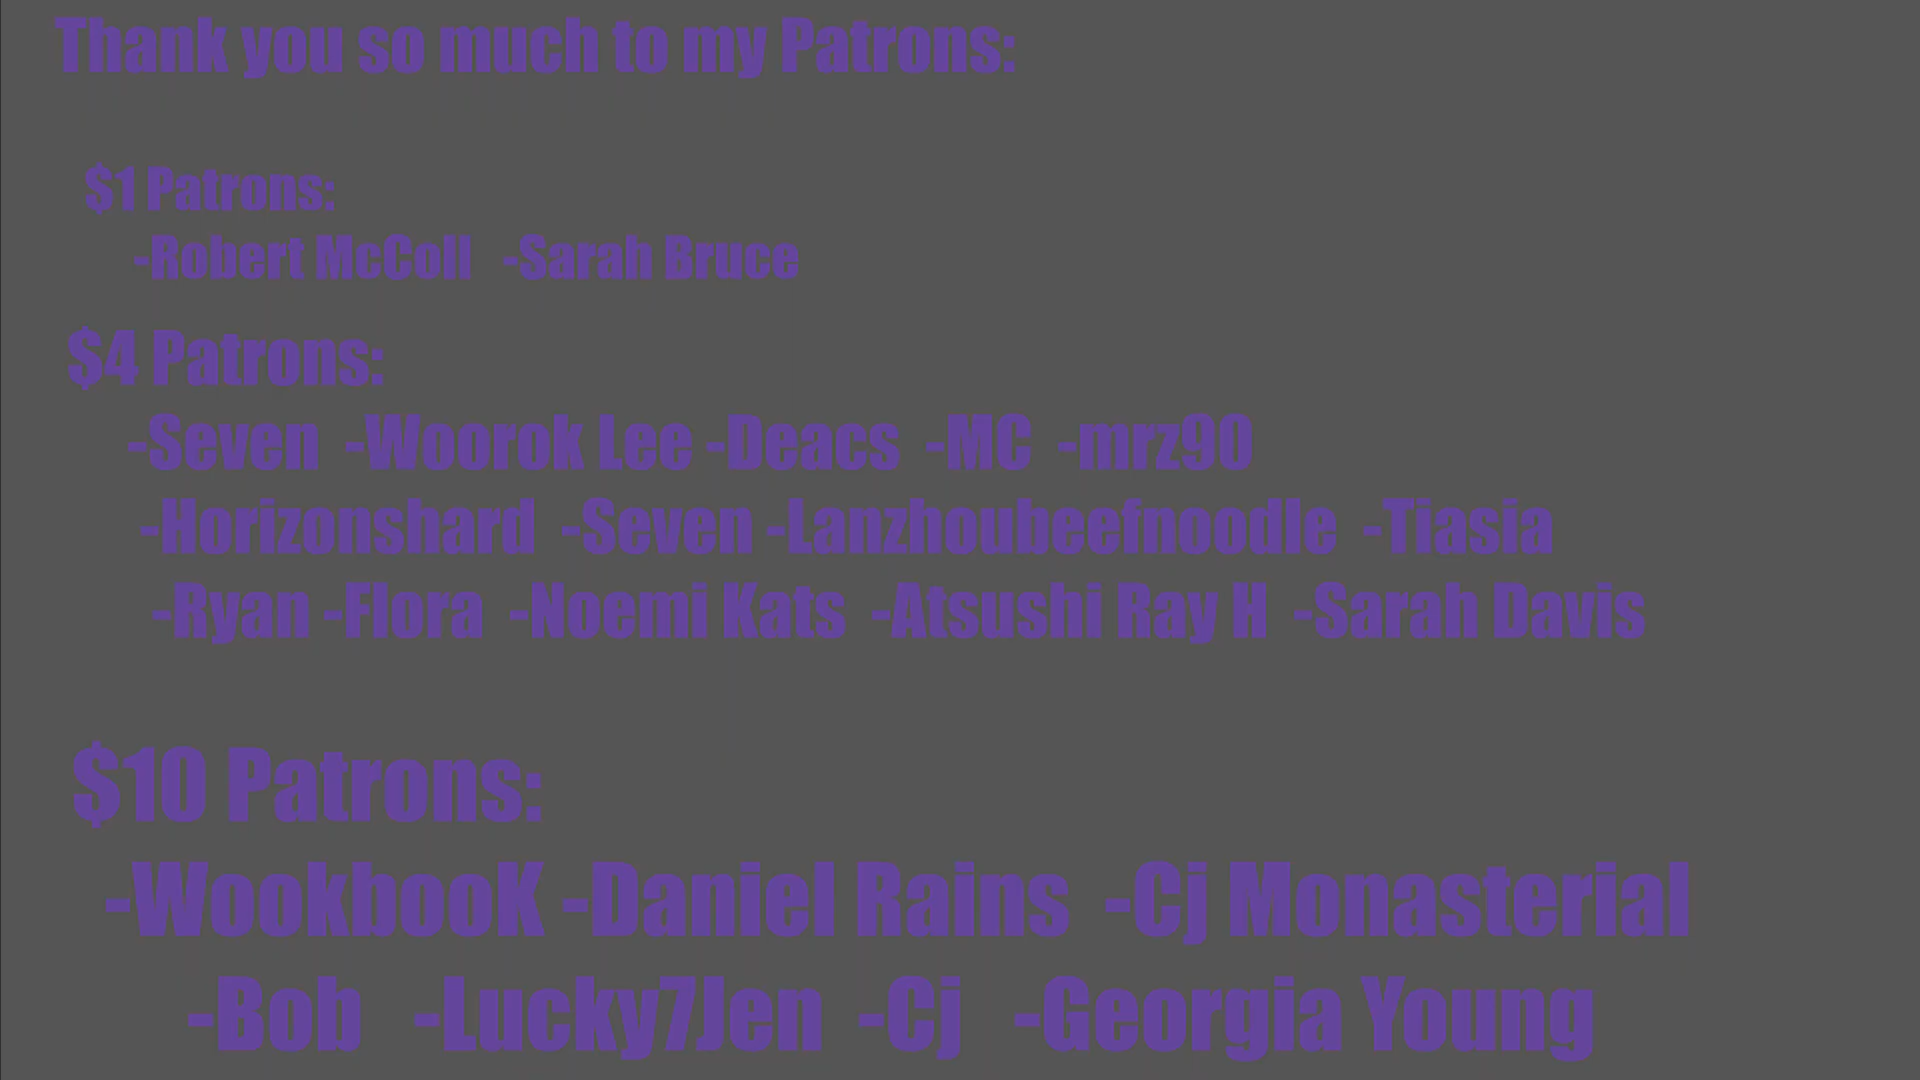 Thank you so much to my Patrons:
$1 Patrons:
-Robert McColl -Sarah Bruce
$4 Patrons:
-Seven -Woorok Lee -Deacs -MC -mrz90
-Horizonshard -Seven -Lanzhoubeefnoodle -Tiasia
-Ryan -Flora -Noemi Kats -Atsushi Ray H -Sarah Davis
$10 Patrons:
-WookbooK -Daniel Rains -Cj Monasterial
-Bob -Lucky7Jen -Cj -Georgia Young